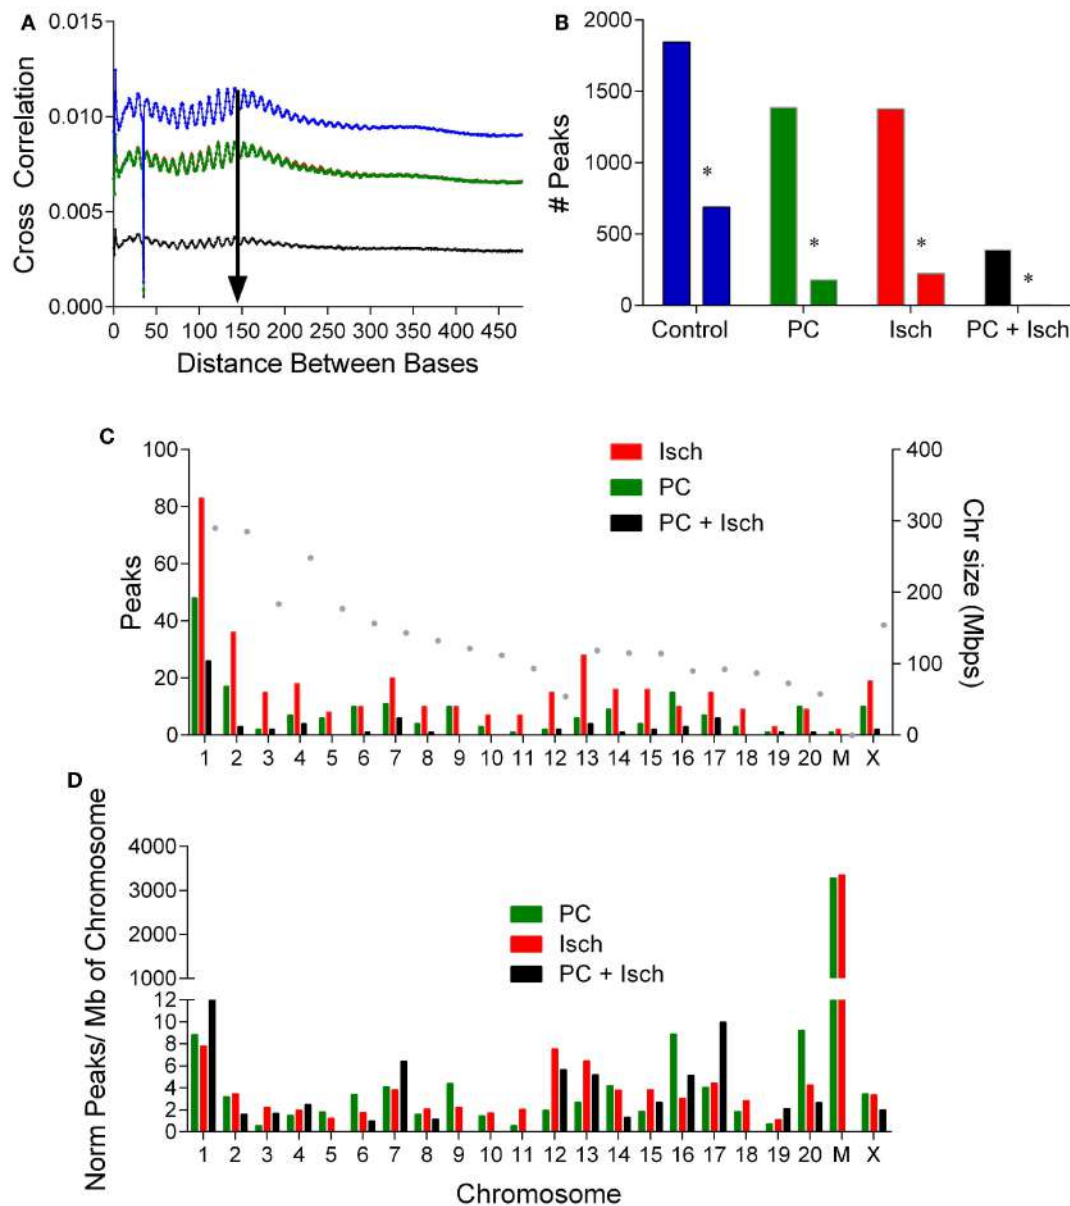 A
0.015
0.010
0.005
0.000
Cross Correlation
0 50 100 150 200 250 300 350 400 450
Distance Between Bases
B
2000
1500
1000
500
0
# Peaks
* * * *
Control PC Isch PC + Isch
C
100
80
60
40
20
0
Peaks
Isch
PC
PC + Isch
400
300
200
100
0
Chr size (Mbps)
1 2 3 4 5 6 7 8 9 10 11 12 13 14 15 16 17 18 19 20 M X
D
4000
3000
2000
1000
12
10
8
6
4
2
0
Norm Peaks/ Mb of Chromosome
PC
Isch
PC + Isch
1 2 3 4 5 6 7 8 9 10 11 12 13 14 15 16 17 18 19 20 M X
Chromosome